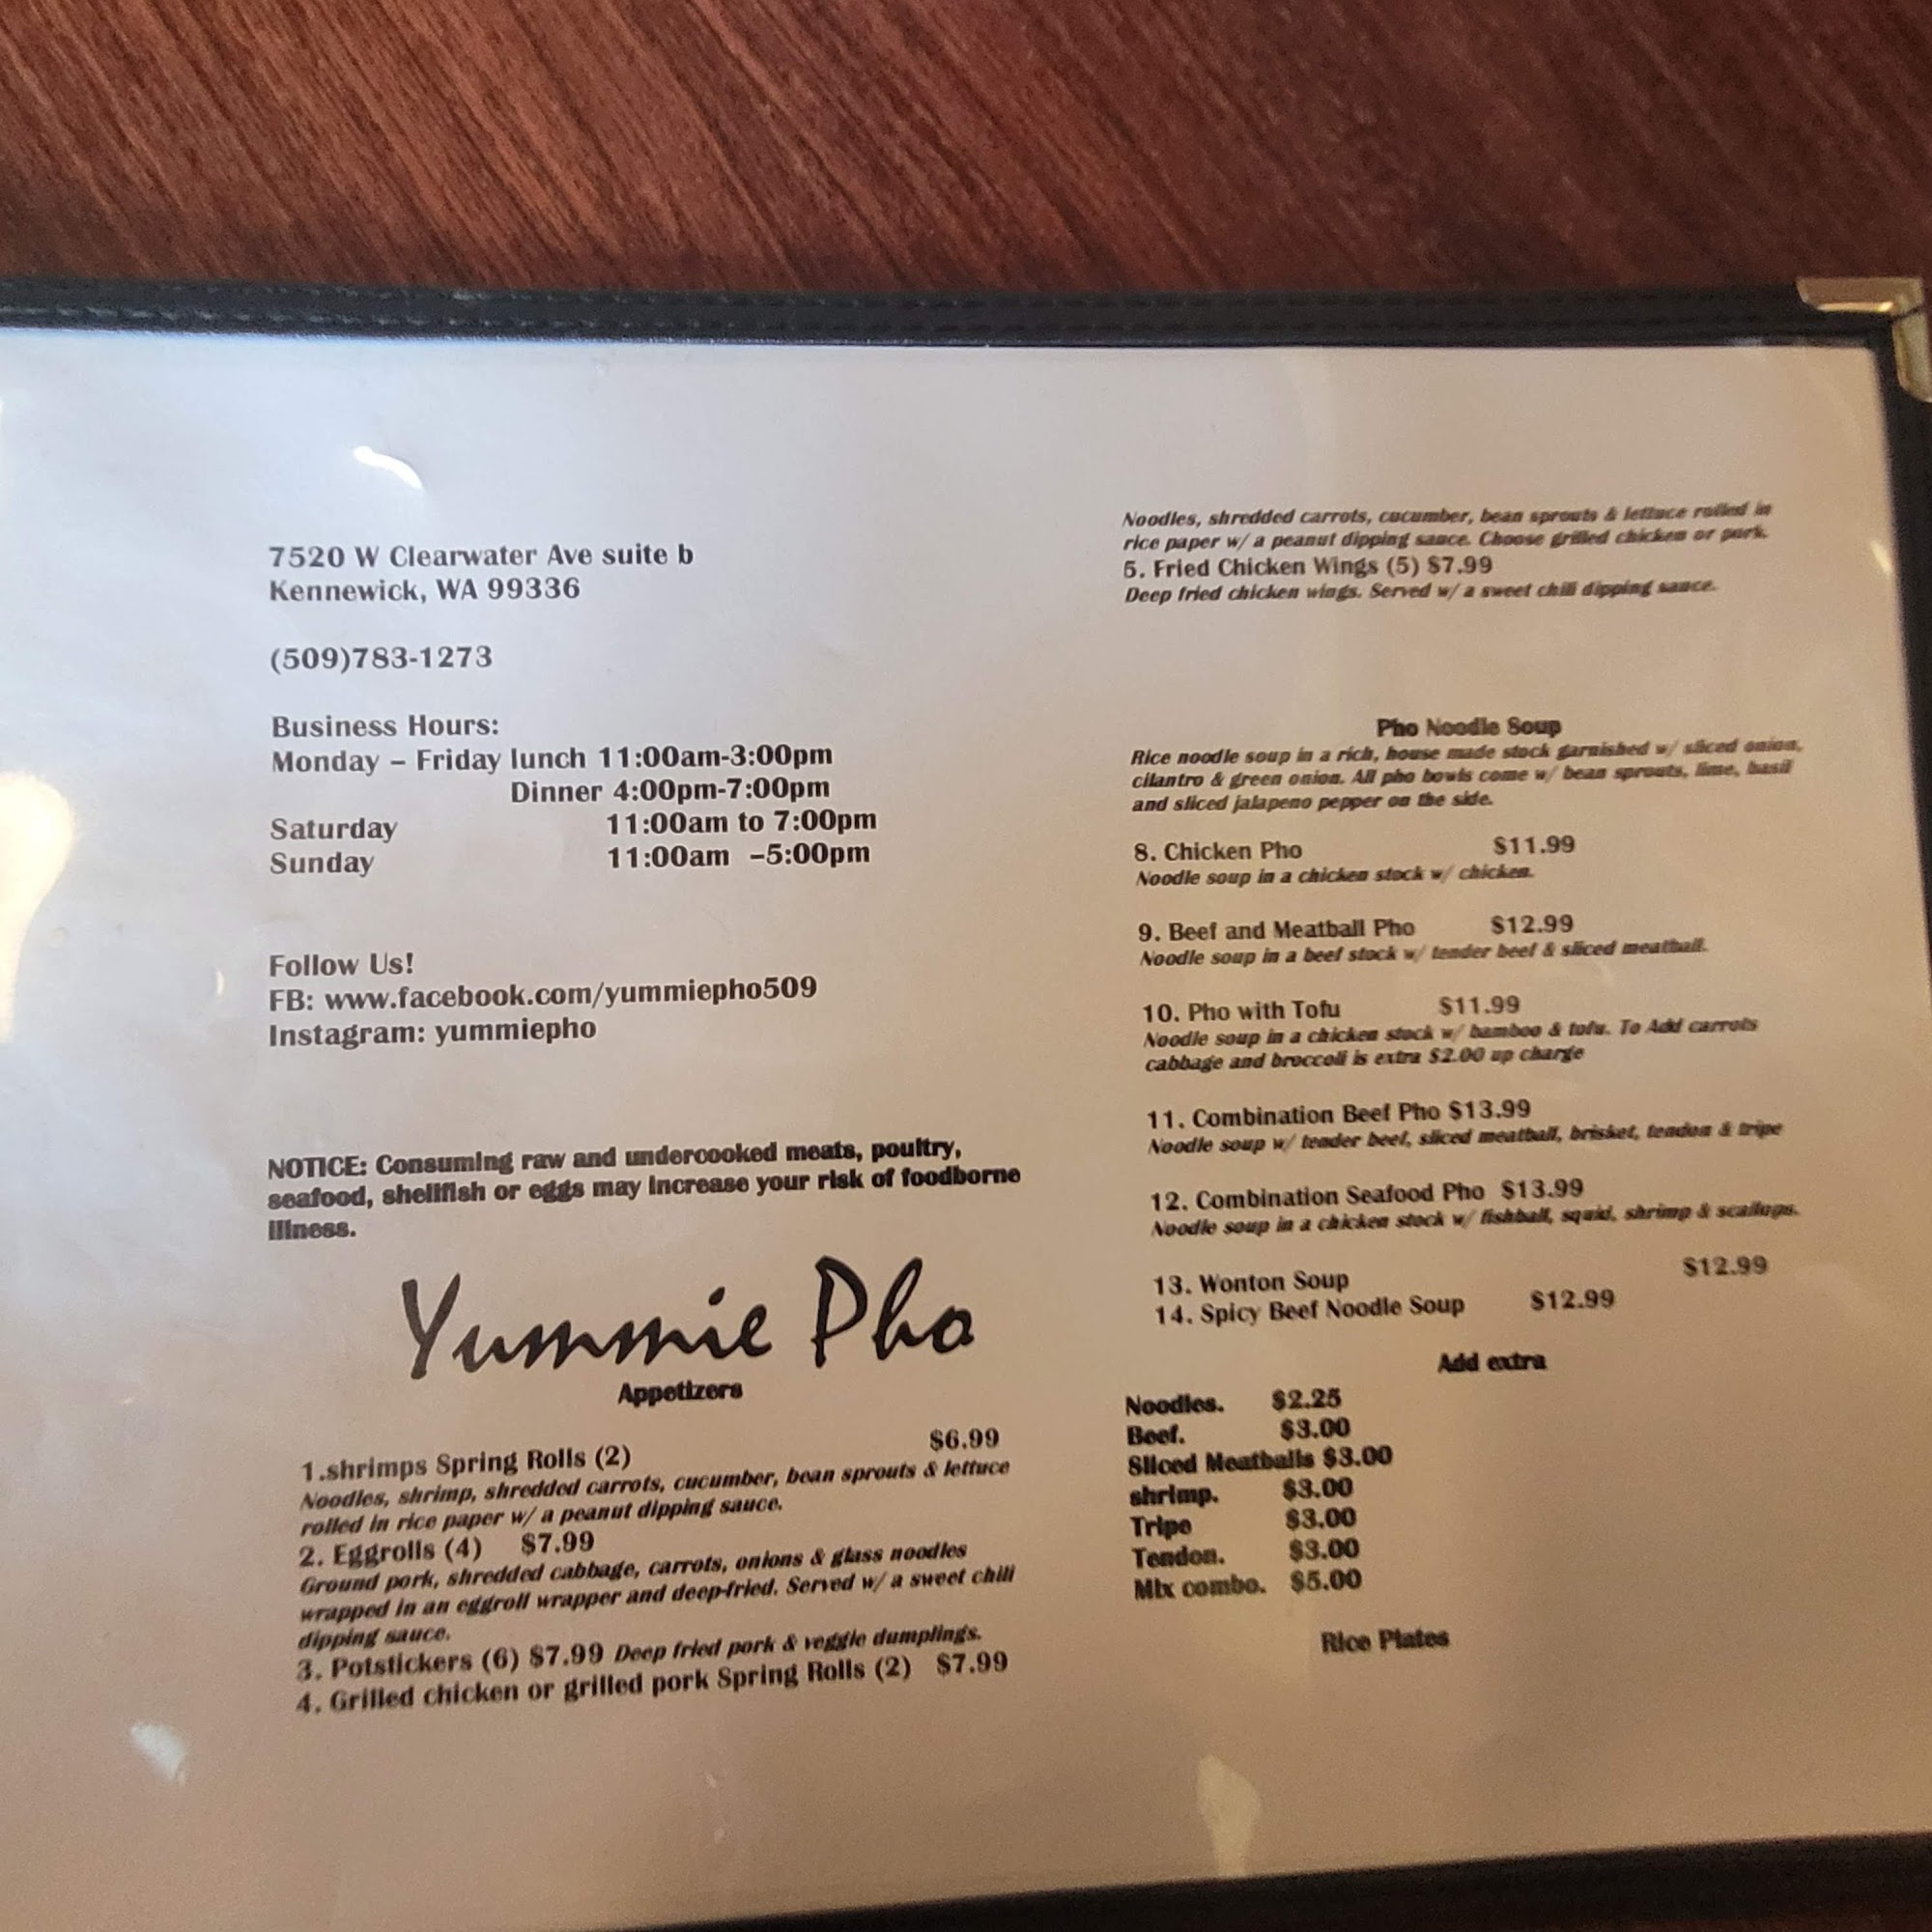 7520 W Clearwater Ave suite b
Kennewick, WA 99336
(509)783-1273
Business Hours:
Monday – Friday lunch 11:00am-3:00pm
Dinner 4:00pm-7:00pm
Saturday 11:00am to 7:00pm
Sunday 11:00am –5:00pm
Follow Us!
FB: www.facebook.com/yummiepho509
Instagram: yummiepho
NOTICE: Consuming raw and undercooked meats, poultry,
seafood, shellfish or eggs may increase your risk of foodborne
illness.
Yummie Pho
Appetizers
1.shrimps Spring Rolls (2) $6.99
Noodles, shrimp, shredded carrots, cucumber, bean sprouts & lettuce
rolled in rice paper w/ a peanut dipping sauce.
2. Eggrolls (4) $7.99
Ground pork, shredded cabbage, carrots, onions & glass noodles
wrapped in an eggroll wrapper and deep-fried. Served w/ a sweet chili
dipping sauce.
3. Potstickers (6) $7.99 Deep fried pork & veggie dumplings.
4. Grilled chicken or grilled pork Spring Rolls (2) $7.99
Noodles, shredded carrots, cucumber, bean sprouts & lettuce rolled in
rice paper w/ a peanut dipping sauce. Choose grilled chicken or pork.
5. Fried Chicken Wings (5) $7.99
Deep fried chicken wings. Served w/ a sweet chili dipping sauce.
Pho Noodle Soup
Rice noodle soup in a rich, house made stock garnished w/ sliced onion,
cilantro & green onion. All pho bowls come w/ bean sprouts, lime, basil
and sliced jalapeno pepper on the side.
8. Chicken Pho $11.99
Noodle soup in a chicken stock w/ chicken.
9. Beef and Meatball Pho $12.99
Noodle soup in a beef stock w/ tender beef & sliced meatball.
10. Pho with Tofu $11.99
Noodle soup in a chicken stock w/ bamboo & tofu. To Add carrots
cabbage and broccoli is extra $2.00 up charge
11. Combination Beef Pho $13.99
Noodle soup w/ tender beef, sliced meatball, brisket, tendon & tripe
12. Combination Seafood Pho $13.99
Noodle soup in a chicken stock w/ fishball, squid, shrimp & scallops.
13. Wonton Soup $12.99
14. Spicy Beef Noodle Soup $12.99
Add extra
Noodles. $2.25
Beef. $3.00
Sliced Meatballs $3.00
shrimp. $3.00
Tripe $3.00
Tendon. $3.00
Mix combo. $5.00
Rice Plates